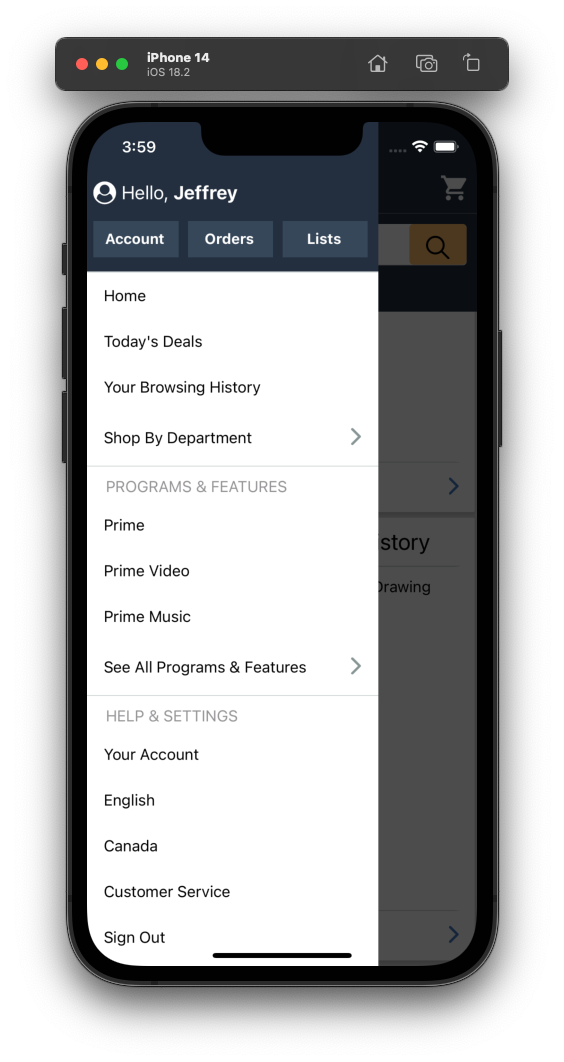 iPhone 14
iOS 18.2
3:59
Hello, Jeffrey
Account Orders Lists
Home
Today's Deals
Your Browsing History
Shop By Department
PROGRAMS & FEATURES
Prime
story
Drawing
Prime Video
Prime Music
See All Programs & Features
HELP & SETTINGS
Your Account
English
Canada
Customer Service
Sign Out